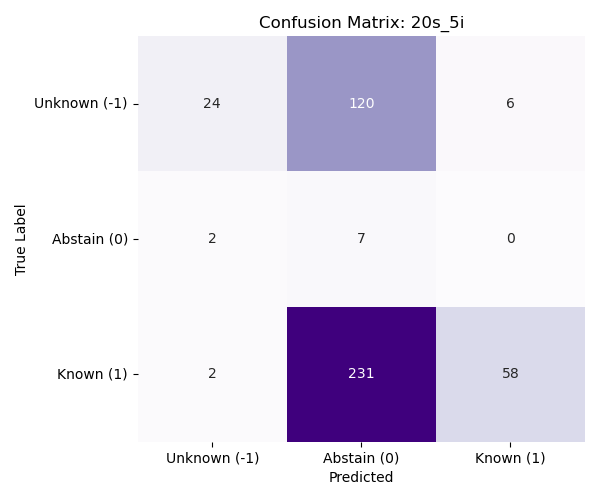 Confusion Matrix: 20s_5i
Unknown (-1) 24 120 6
Abstain (0) 2 7 0
Known (1) 2 231 58
True Label
Unknown (-1) Abstain (0) Known (1)
Predicted